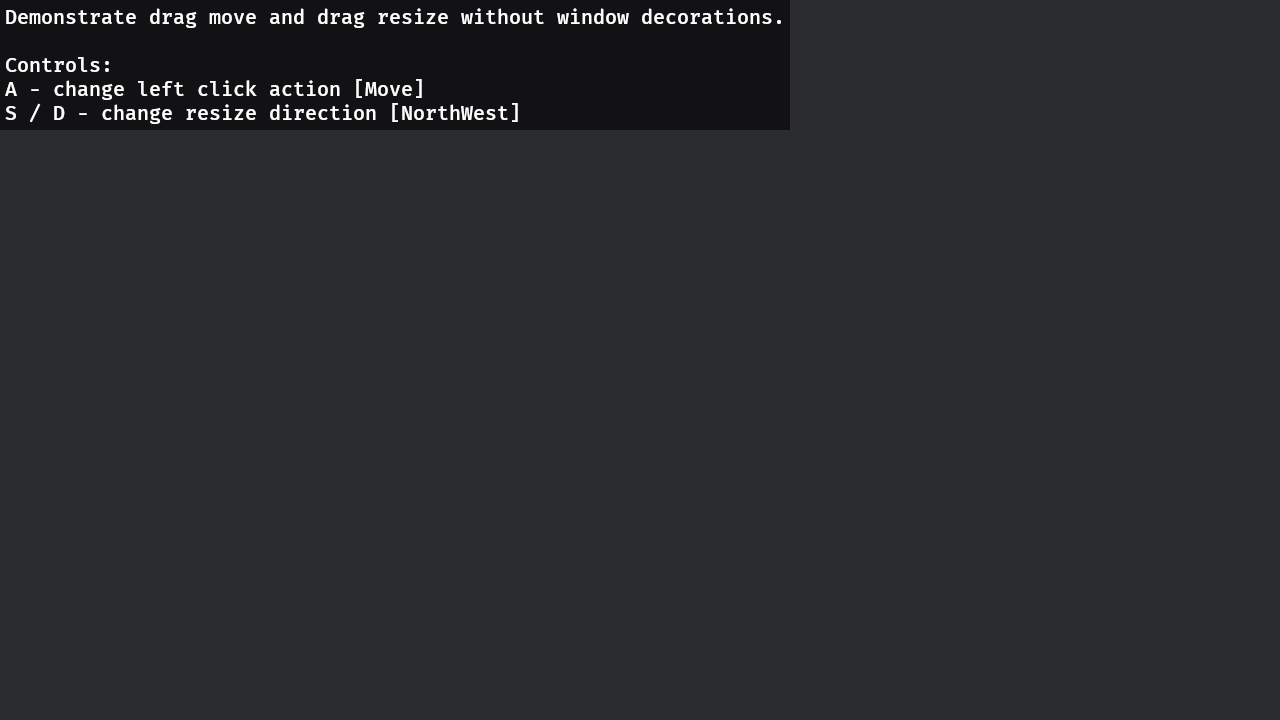 Demonstrate drag move and drag resize without window decorations.
Controls:
A - change left click action [Move]
S / D - change resize direction [NorthWest]